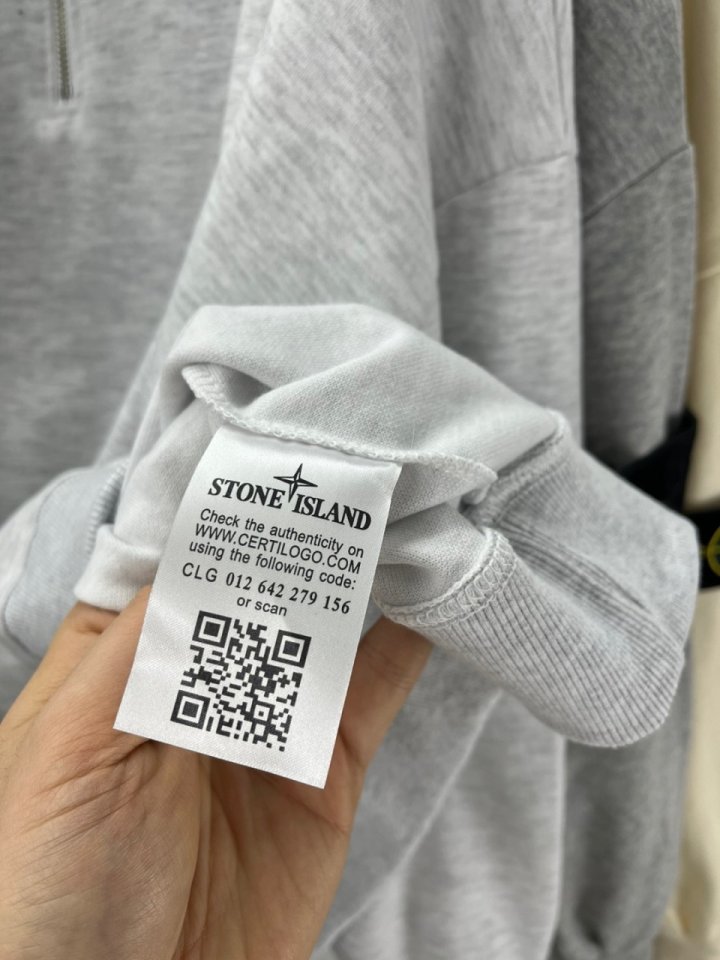 STONE ISLAND
Check the authenticity on
WWW.CERTILOGO.COM
using the following code:
CLG 012 642 279 156
or scan